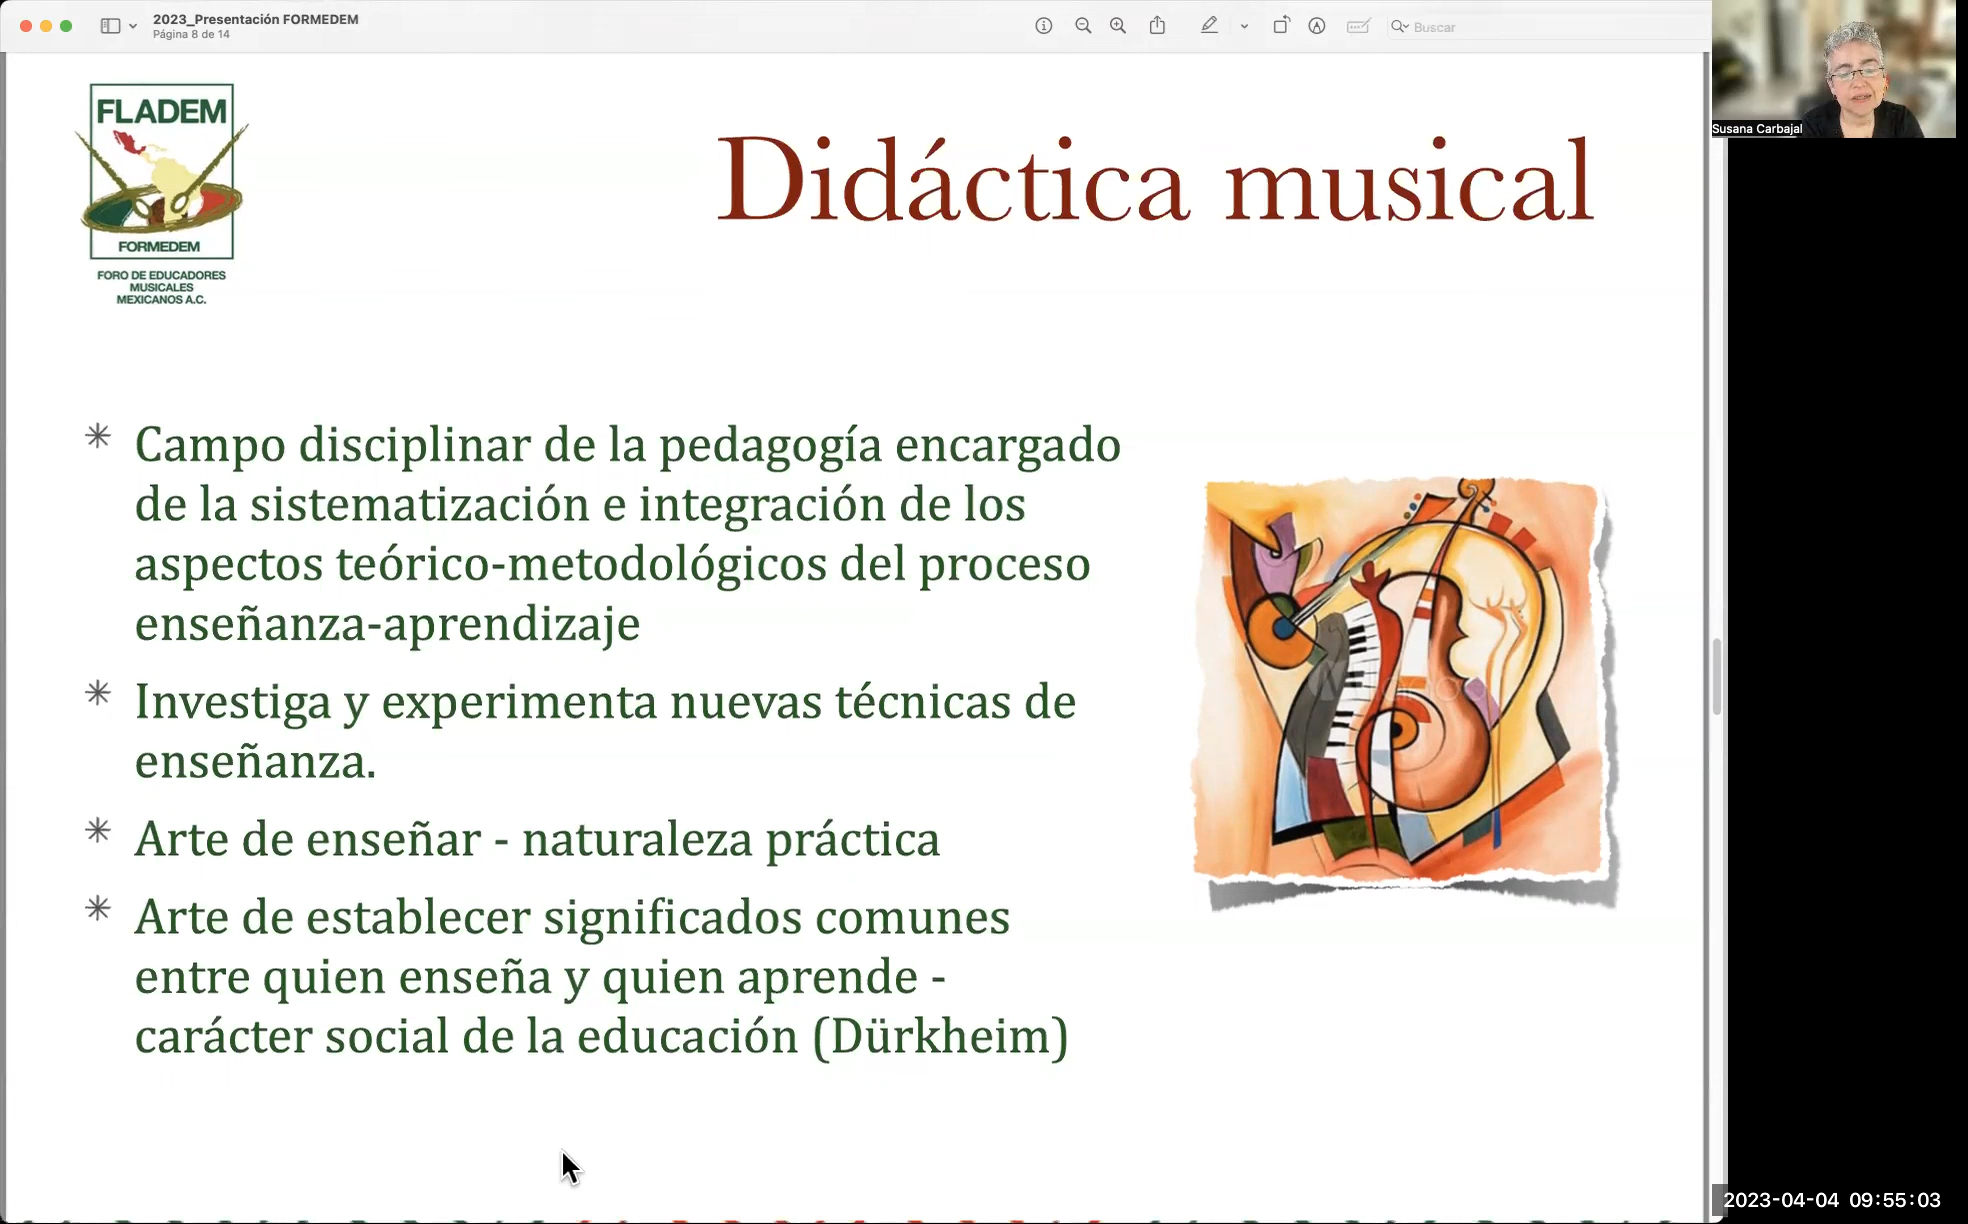 2023_Presentación FORMEDEM
Página 8 de 14
Buscar
Susana Carbajal
FLADEM
FORMEDEM
FORO DE EDUCADORES
MUSICALES
MEXICANOS A.C.
Didáctica musical
Campo disciplinar de la pedagogía encargado
de la sistematización e integración de los
aspectos teórico-metodológicos del proceso
enseñanza-aprendizaje
Investiga y experimenta nuevas técnicas de
enseñanza.
Arte de enseñar - naturaleza práctica
Arte de establecer significados comunes
entre quien enseña y quien aprende -
carácter social de la educación (Dürkheim)
2023-04-04 09:55:03